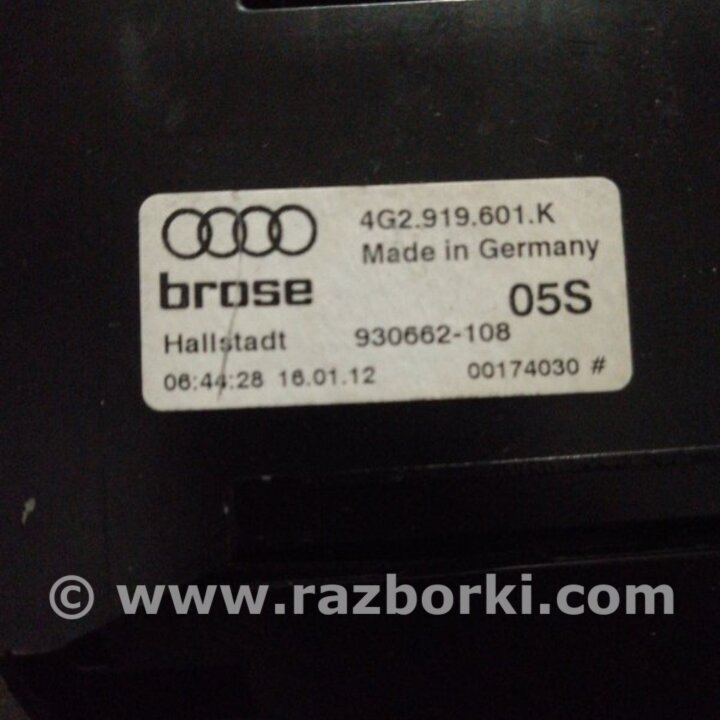 4G2.919.601.K
Made in Germany
brose
05S
Hallstadt 930662-108
06:44:28 16.01.12 00174030 #
© www.razborki.com